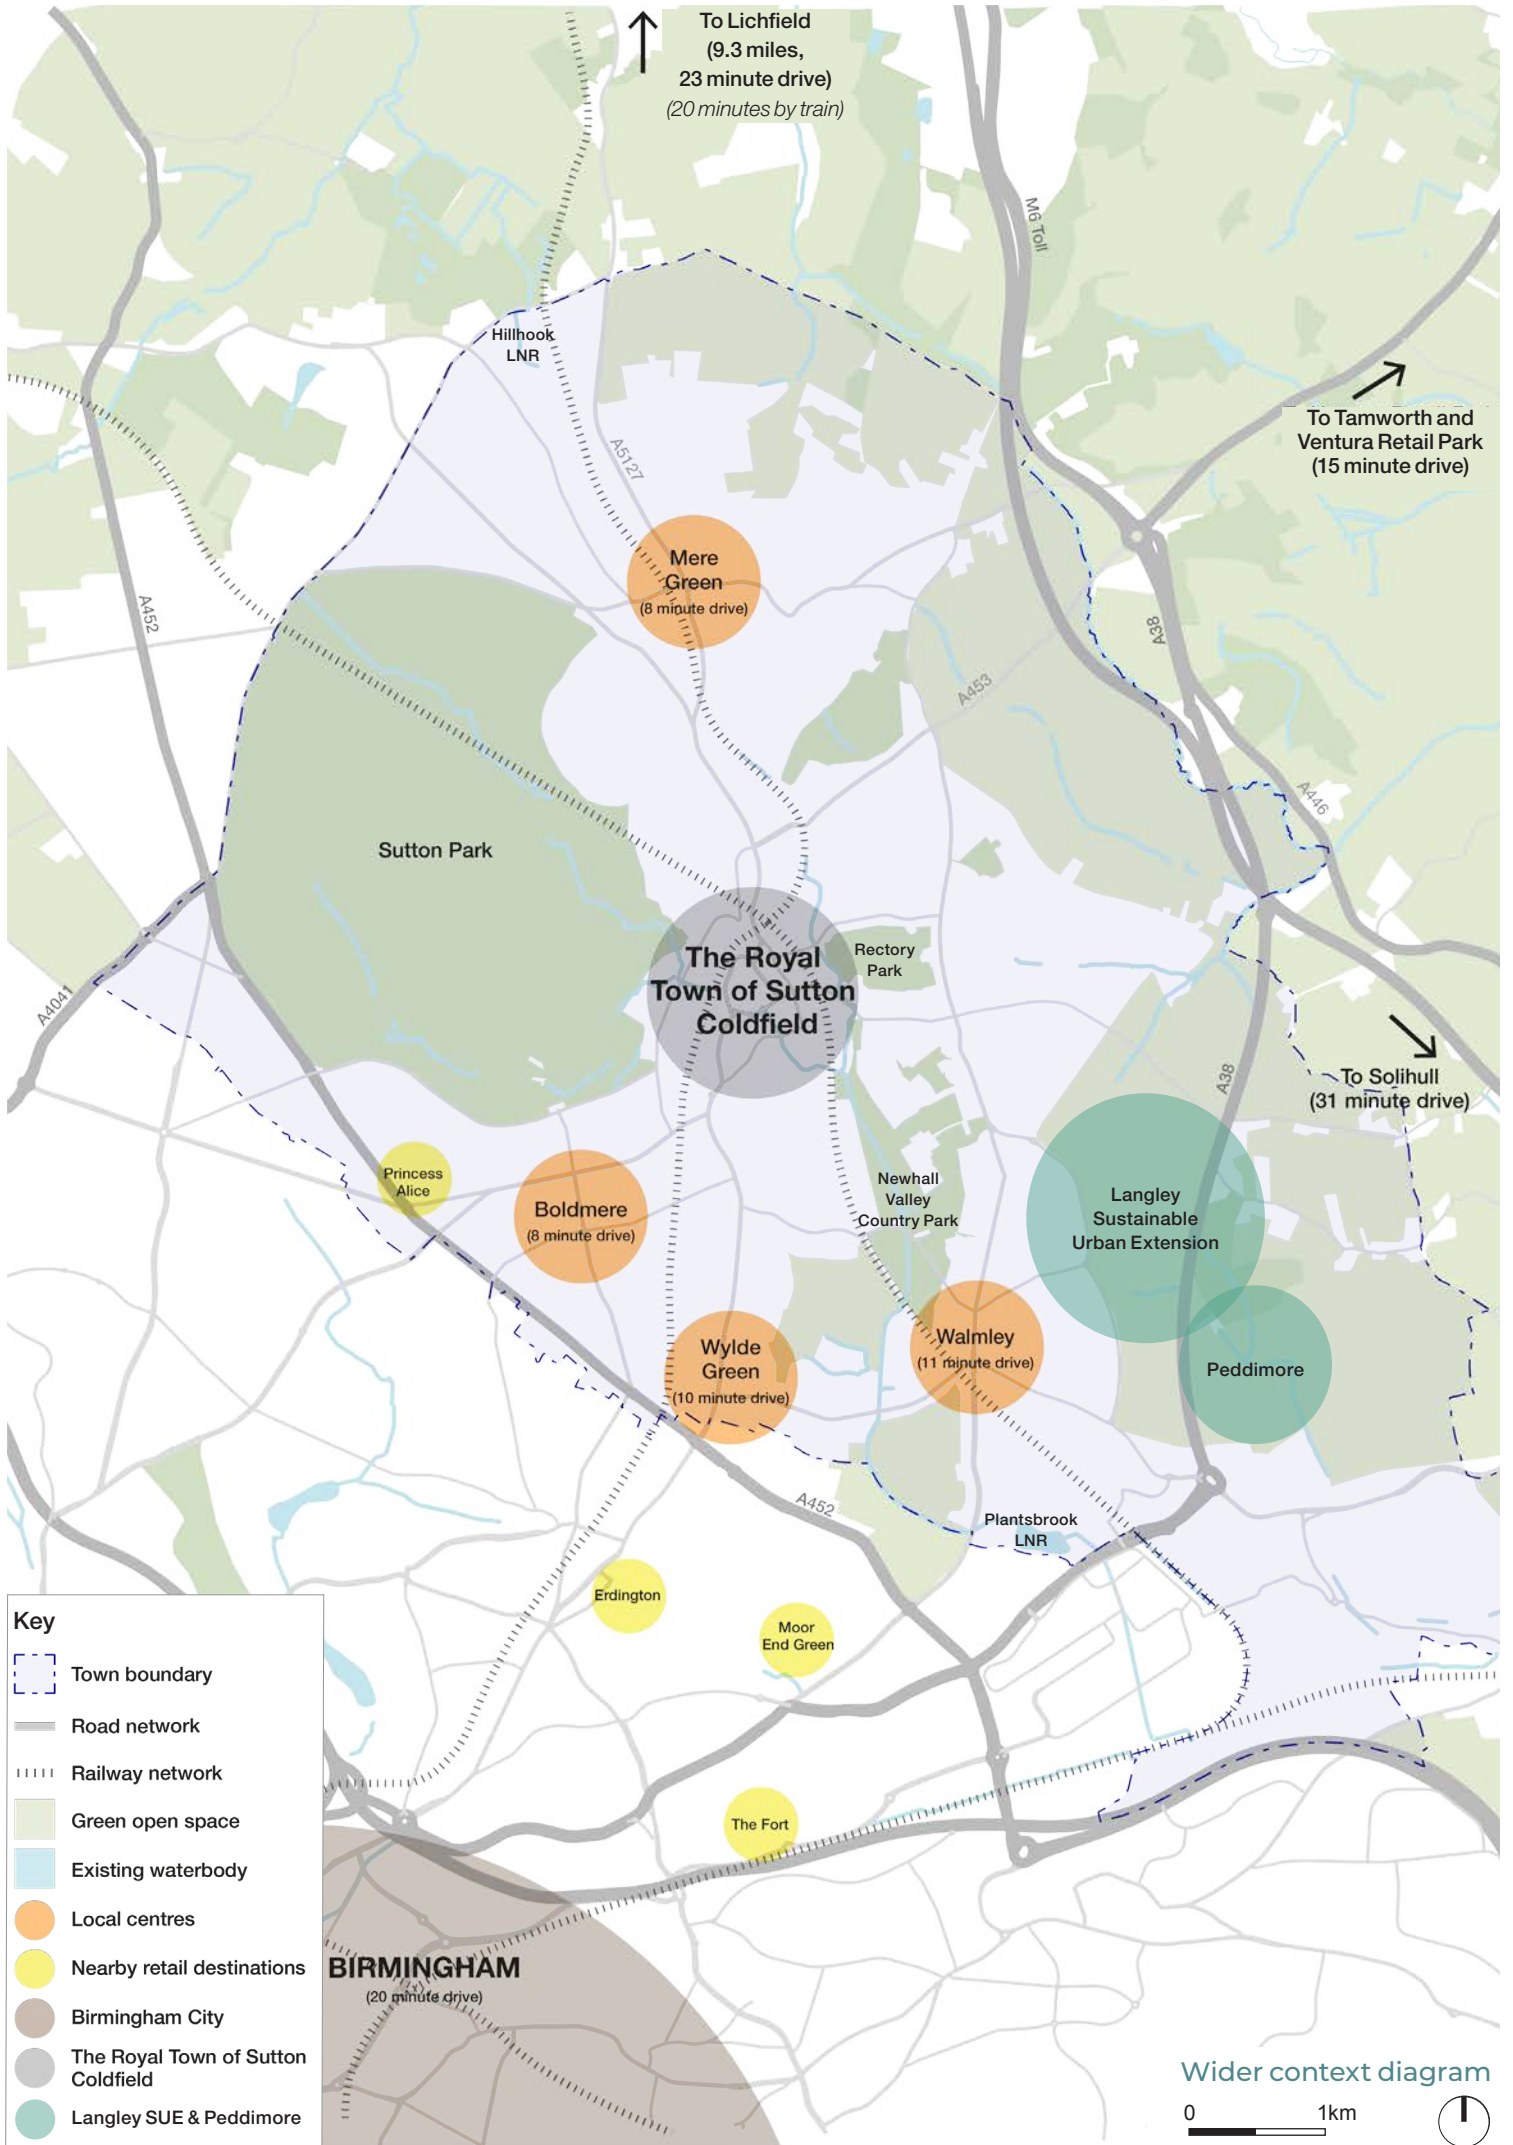 To Lichfield
(9.3 miles,
23 minute drive)
(20 minutes by train)
M6 Toll
Hillhook
LNR
To Tamworth and
Ventura Retail Park
(15 minute drive)
A5127
Mere
Green
(8 minute drive)
A452
A38
A453
A446
Sutton Park
The Royal
Town of Sutton
Coldfield
Rectory
Park
A4041
To Solihull
(31 minute drive)
A38
Princess
Alice
Boldmere
(8 minute drive)
Newhall
Valley
Country Park
Langley
Sustainable
Urban Extension
Wylde
Green
(10 minute drive)
Walmley
(11 minute drive)
Peddimore
A452
Plantsbrook
LNR
Erdington
Moor
End Green
The Fort
BIRMINGHAM
(20 minute drive)
Key
Town boundary
Road network
Railway network
Green open space
Existing waterbody
Local centres
Nearby retail destinations
Birmingham City
The Royal Town of Sutton
Coldfield
Langley SUE & Peddimore
Wider context diagram
0 1km